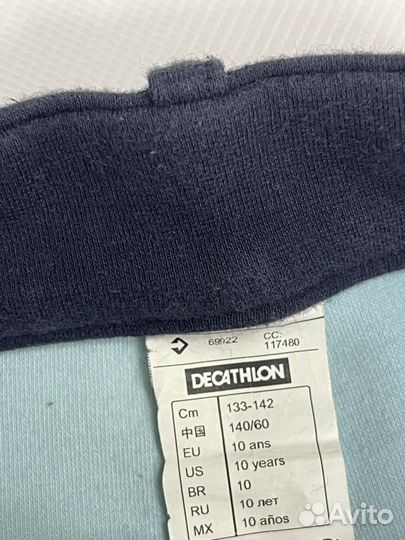 69922 CC: 117480
DECATHLON
Cm 133-142
中国 140/60
EU 10 ans
US 10 years
BR 10
RU 10 лет
MX 10 años
Avito